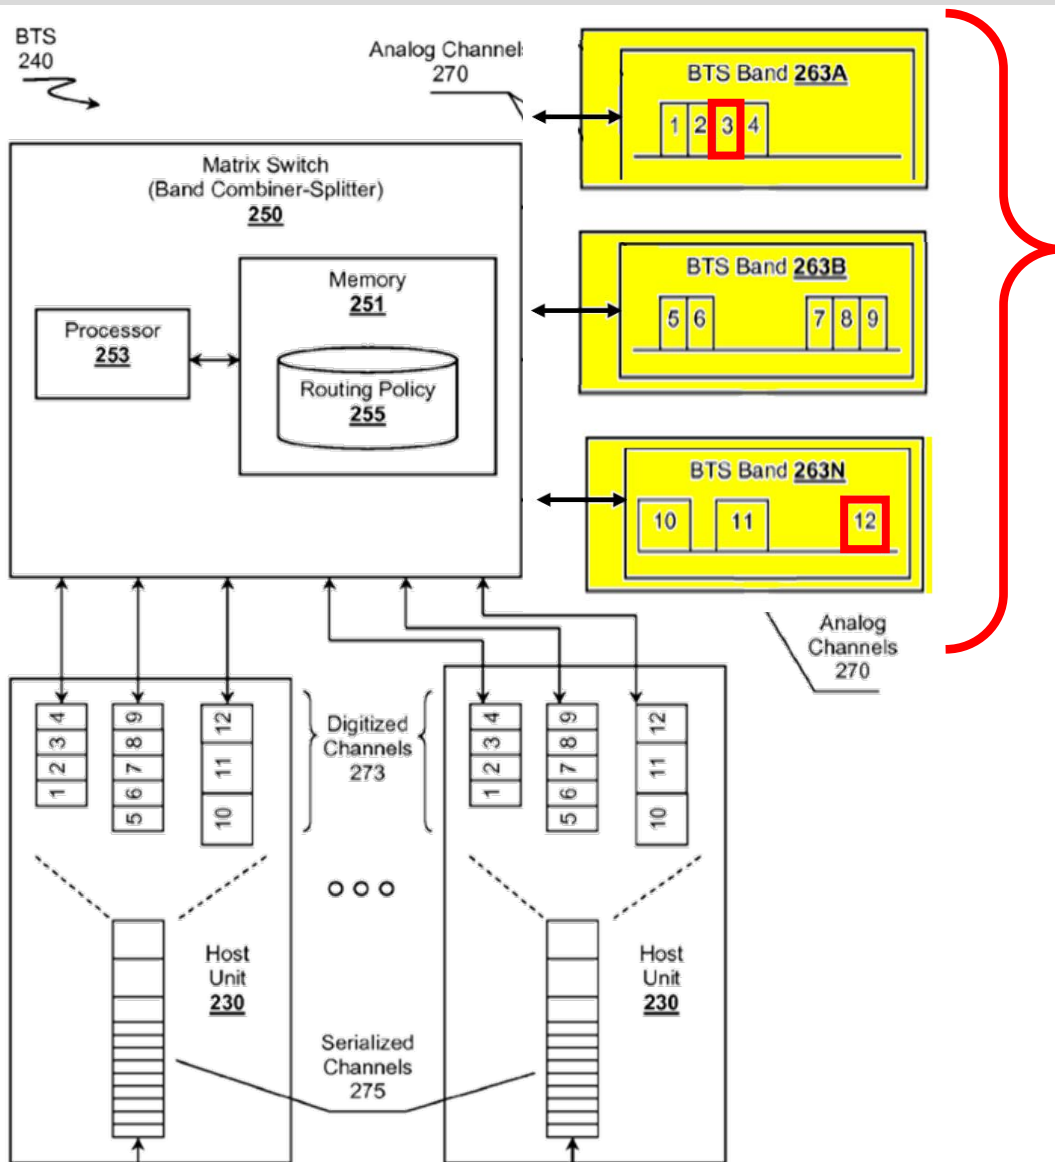 BTS
240
Analog Channel
270
BTS Band 263A
1 2 3 4
Matrix Switch
(Band Combiner-Splitter)
250
Memory
251
Processor
253
Routing Policy
255
BTS Band 263B
5 6 7 8 9
BTS Band 263N
10 11 12
Analog
Channels
270
4 3 2 1
9 8 7 6 5
12 11 10
Digitized
Channels
273
4 3 2 1
9 8 7 6 5
12 11 10
Host
Unit
230
Host
Unit
230
Serialized
Channels
275